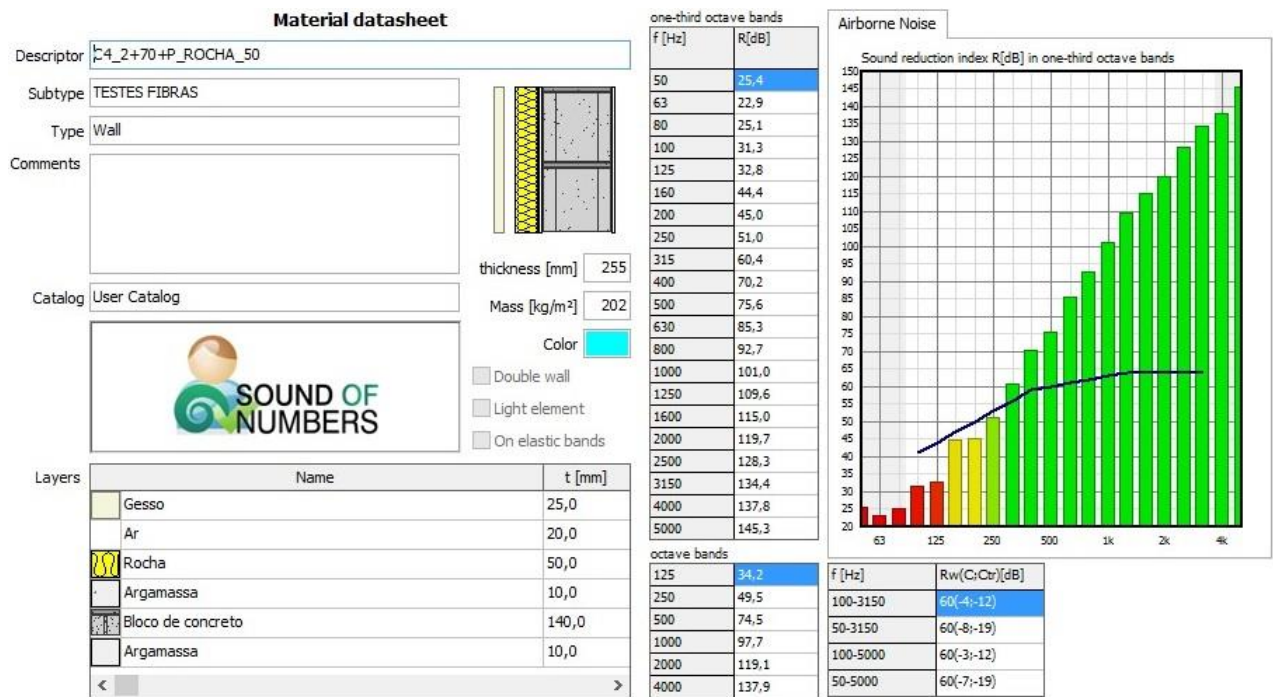 Material datasheet
Descriptor C4_2+70+P_ROCHA_50
Subtype TESTES FIBRAS
Type Wall
Comments
thickness [mm] 255
Catalog User Catalog
Mass [kg/m²] 202
Color
SOUND OF
NUMBERS
Double wall
Light element
On elastic bands
Layers
Name t [mm]
Gesso 25,0
Ar 20,0
Rocha 50,0
Argamassa 10,0
Bloco de concreto 140,0
Argamassa 10,0
one-third octave bands
f [Hz] R[dB]
50 25,4
63 22,9
80 25,1
100 31,3
125 32,8
160 44,4
200 45,0
250 51,0
315 60,4
400 70,2
500 75,6
630 85,3
800 92,7
1000 101,0
1250 109,6
1600 115,0
2000 119,7
2500 128,3
3150 134,4
4000 137,8
5000 145,3
octave bands
125 34,2
250 49,5
500 74,5
1000 97,7
2000 119,1
4000 137,9
Airborne Noise
Sound reduction index R[dB] in one-third octave bands
150
145
140
135
130
125
120
115
110
105
100
95
90
85
80
75
70
65
60
55
50
45
40
35
30
25
20
63 125 250 500 1k 2k 4k
f [Hz] Rw(C;Ctr)[dB]
100-3150 60(-4;-12)
50-3150 60(-8;-19)
100-5000 60(-3;-12)
50-5000 60(-7;-19)